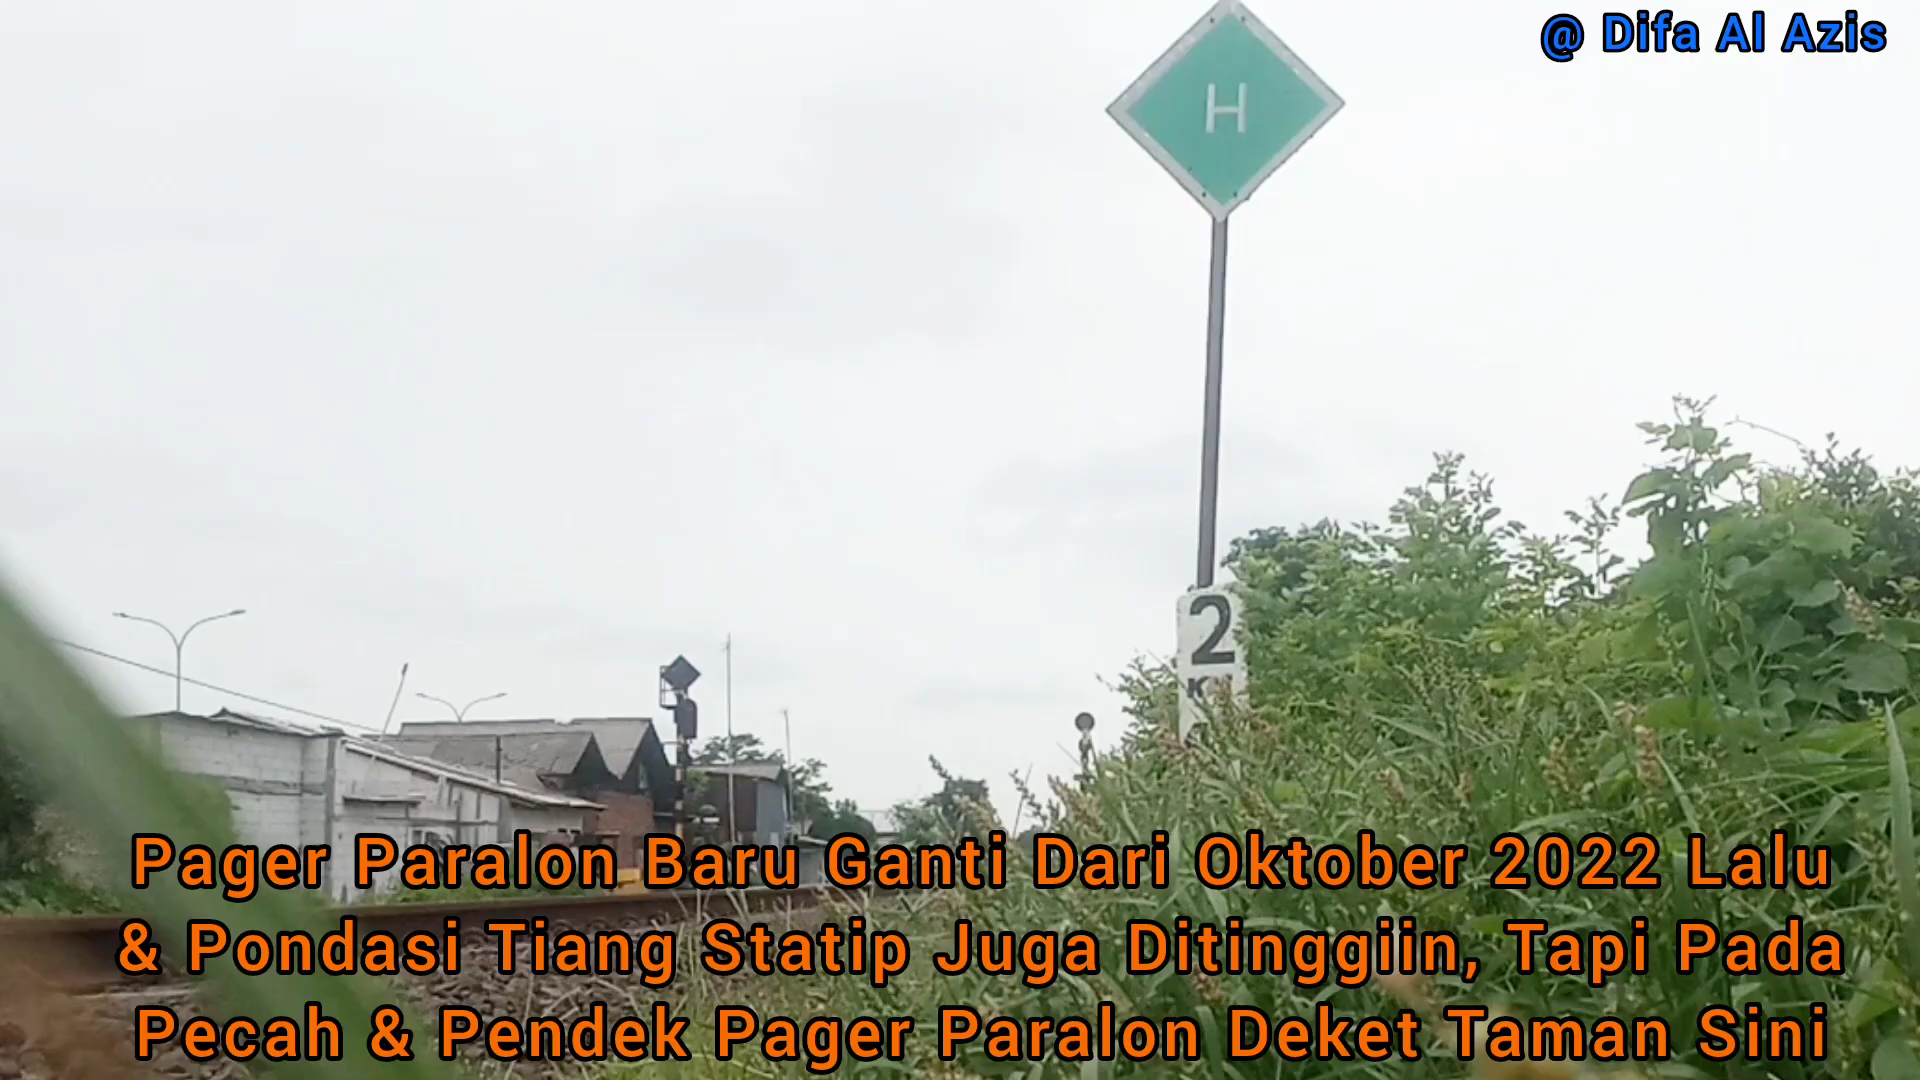 @ Difa Al Azis
H
2
Pager Paralon Baru Ganti Dari Oktober 2022 Lalu
& Pondasi Tiang Statip Juga Ditinggiin, Tapi Pada
Pecah & Pendek Pager Paralon Deket Taman Sini